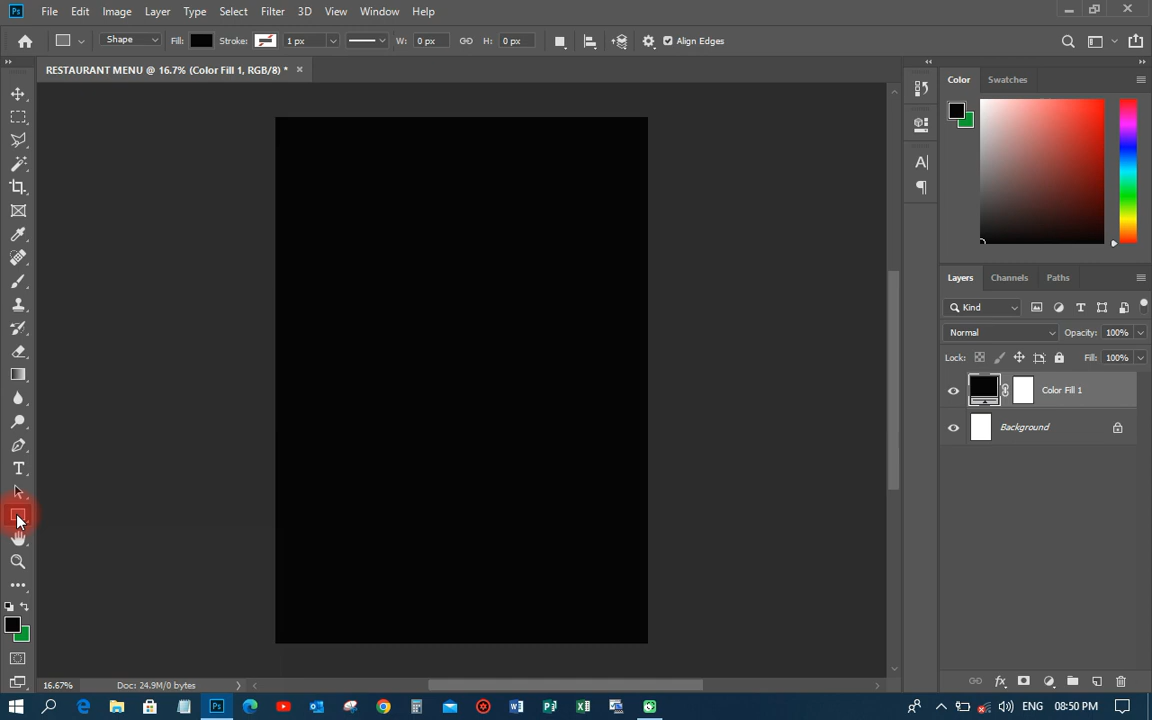 Ps File Edit Image Layer Type Select Filter 3D View Window Help
Shape Fill: Stroke: 1 px W: 0 px H: 0 px Align Edges
RESTAURANT MENU @ 16.7% (Color Fill 1, RGB/8) * ×
Color Swatches
Layers Channels Paths
Kind
Normal Opacity: 100%
Lock: Fill: 100%
Color Fill 1
Background
16.67% Doc: 24.9M/0 bytes
ENG 08:50 PM